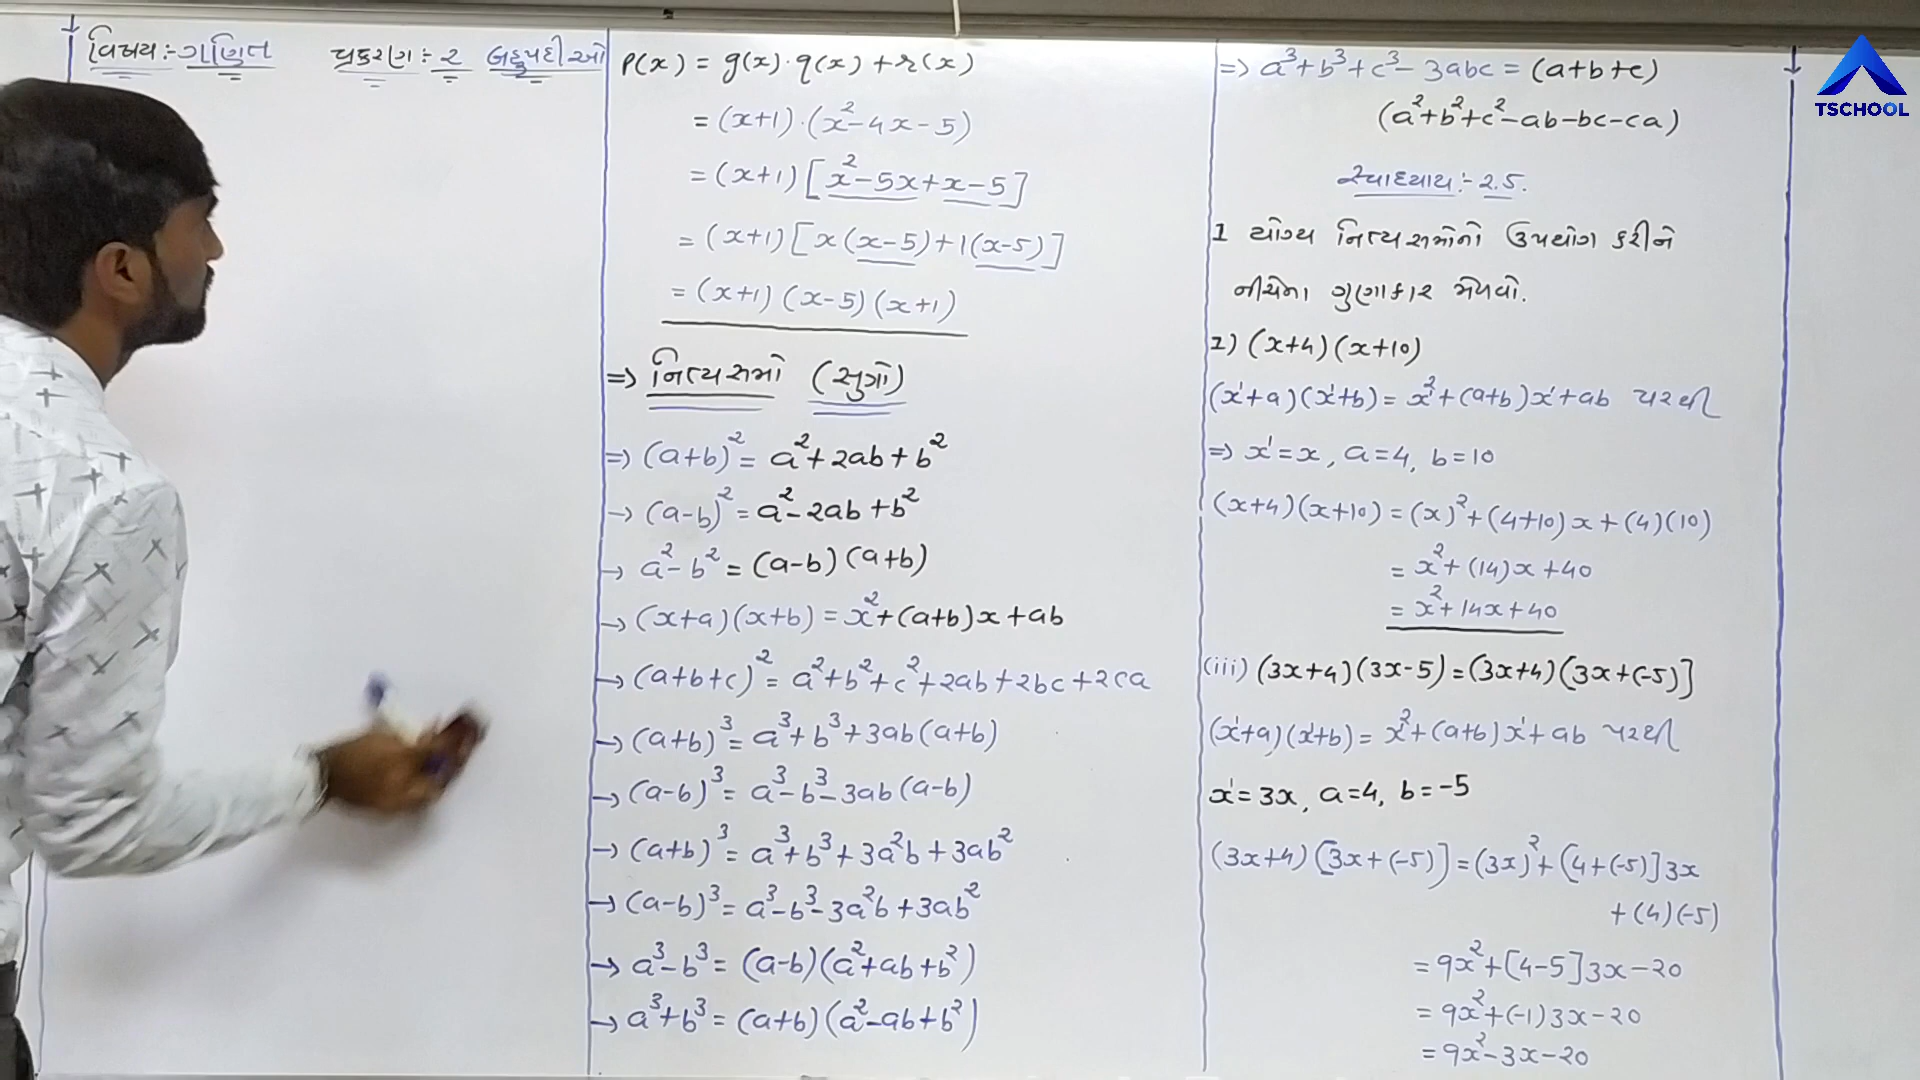 વિષય:- ગણિત પ્રકરણ:- ૨ બહુપદીઓ
p(x) = g(x)·q(x) + r(x)
= (x+1)·(x²-4x-5)
= (x+1)[x²-5x+x-5]
= (x+1)[x(x-5)+1(x-5)]
= (x+1)(x-5)(x+1)
=> નિત્યસમો (સુત્રો)
=> (a+b)² = a²+2ab+b²
→ (a-b)² = a²-2ab+b²
→ a²-b² = (a-b)(a+b)
→ (x+a)(x+b) = x²+(a+b)x+ab
→ (a+b+c)² = a²+b²+c²+2ab+2bc+2ca
→ (a+b)³ = a³+b³+3ab(a+b)
→ (a-b)³ = a³-b³-3ab(a-b)
→ (a+b)³ = a³+b³+3a²b+3ab²
→ (a-b)³ = a³-b³-3a²b+3ab²
→ a³-b³ = (a-b)(a²+ab+b²)
→ a³+b³ = (a+b)(a²-ab+b²)
=> a³+b³+c³-3abc = (a+b+c)
(a²+b²+c²-ab-bc-ca)
સ્વાધ્યાય:- 2.5.
1 યોગ્ય નિત્યસમોનો ઉપયોગ કરીને
નીચેના ગુણાકાર મેળવો.
1) (x+4)(x+10)
(x'+a)(x'+b) = x'²+(a+b)x'+ab પરથી
=> x'=x, a=4, b=10
(x+4)(x+10) = (x)²+(4+10)x+(4)(10)
= x²+(14)x+40
= x²+14x+40
(iii) (3x+4)(3x-5) = (3x+4)(3x+(-5)]
(x'+a)(x'+b) = x'²+(a+b)x'+ab પરથી
x'=3x, a=4, b=-5
(3x+4)[3x+(-5)] = (3x)²+[4+(-5)]3x
+(4)(-5)
= 9x²+[4-5]3x-20
= 9x²+(-1)3x-20
= 9x²-3x-20
TSCHOOL